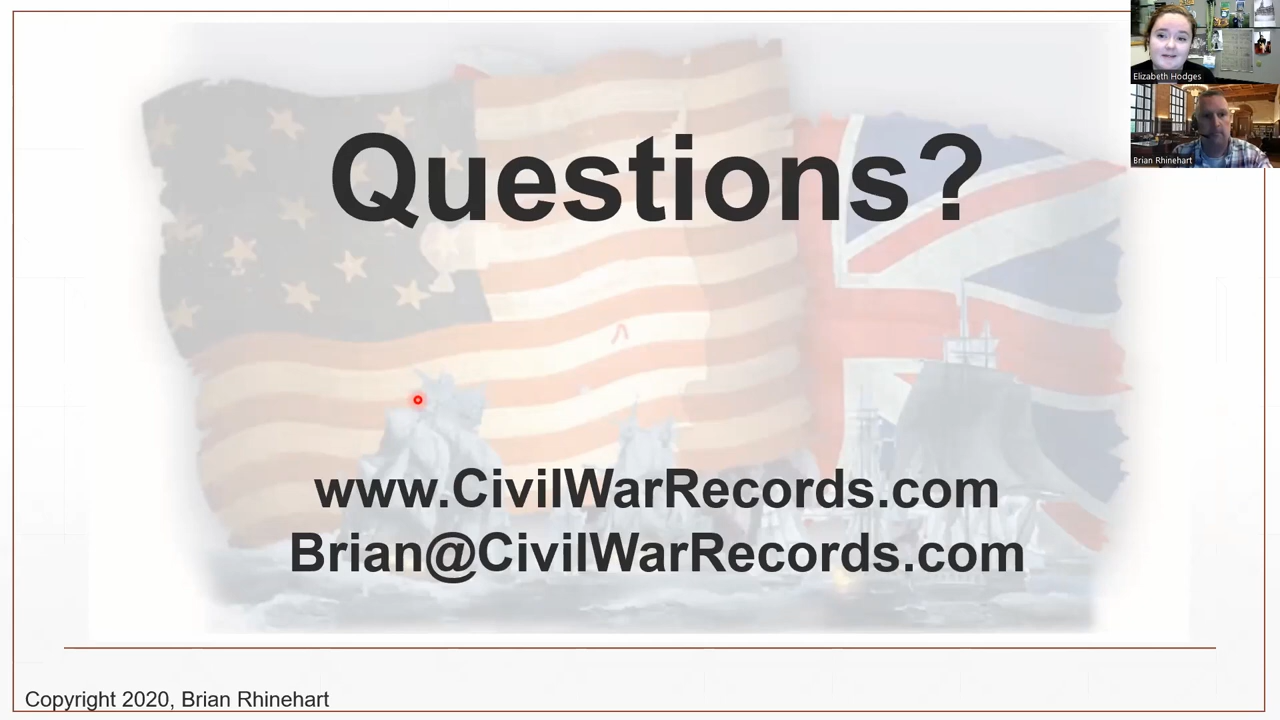 Questions?
www.CivilWarRecords.com
Brian@CivilWarRecords.com
Copyright 2020, Brian Rhinehart
Elizabeth Hodges
Brian Rhinehart